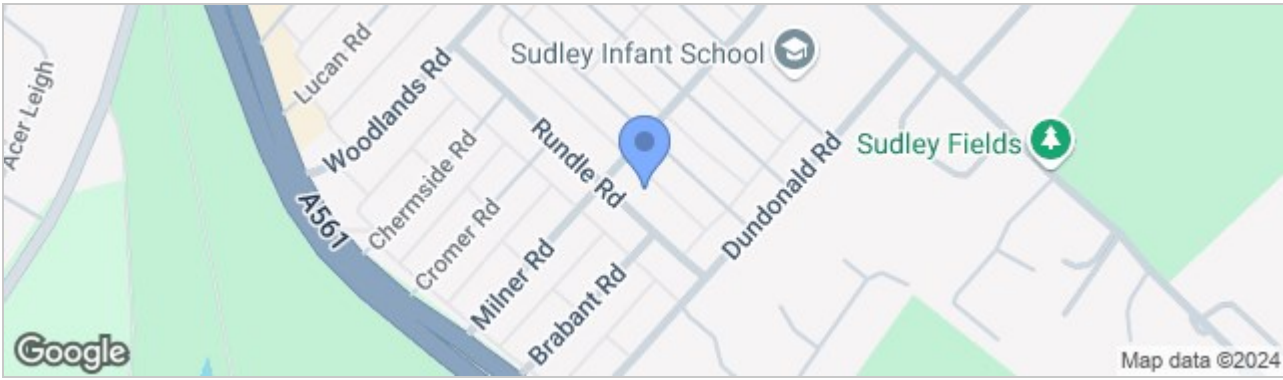 Acer Leigh
Lucan Rd
Woodlands Rd
Sudley Infant School
A561
Chermside Rd
Cromer Rd
Rundle Rd
Milner Rd
Brabant Rd
Dundonald Rd
Sudley Fields
Google
Map data ©2024